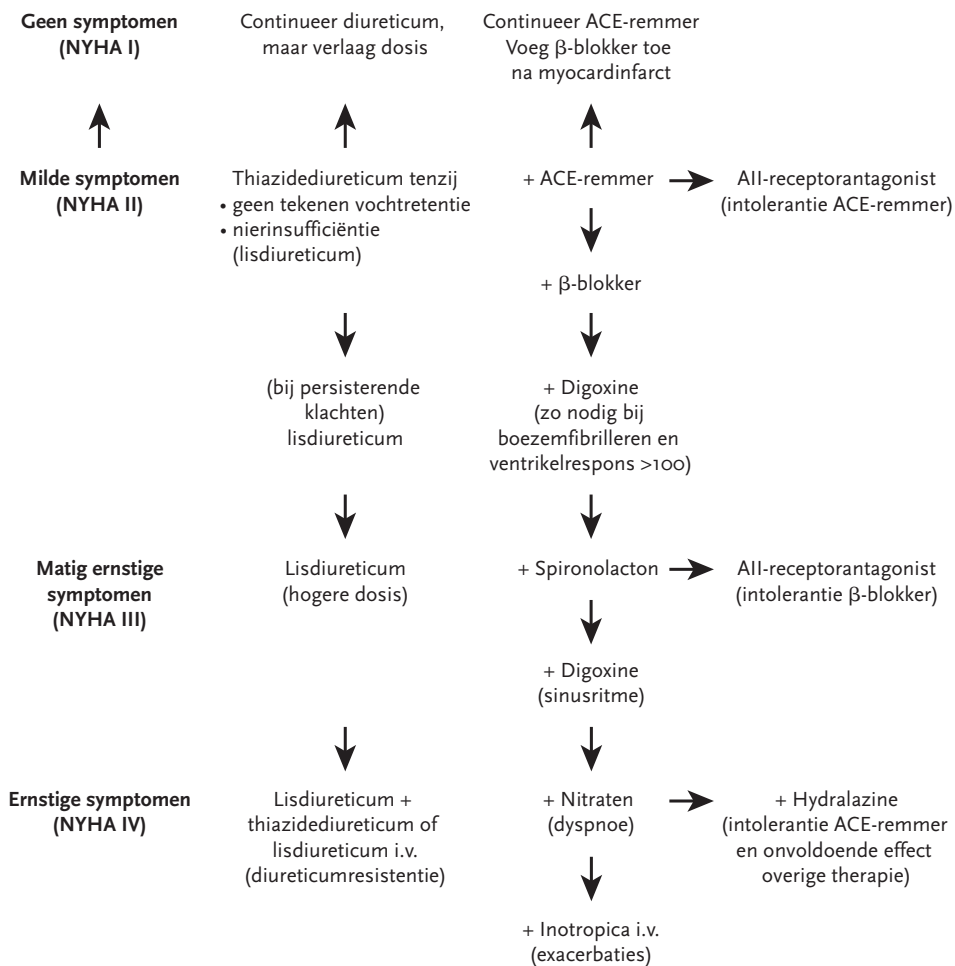 Geen symptomen
(NYHA I)
Continueer diureticum,
maar verlaag dosis
Continueer ACE-remmer
Voeg β-blokker toe
na myocardinfarct
Milde symptomen
(NYHA II)
Thiazidediureticum tenzij
• geen tekenen vochtretentie
• nierinsufficiëntie
(lisdiureticum)
+ ACE-remmer
AII-receptorantagonist
(intolerantie ACE-remmer)
+ β-blokker
(bij persisterende
klachten)
lisdiureticum
+ Digoxine
(zo nodig bij
boezemfibrilleren en
ventrikelrespons >100)
Matig ernstige
symptomen
(NYHA III)
Lisdiureticum
(hogere dosis)
+ Spironolacton
AII-receptorantagonist
(intolerantie β-blokker)
+ Digoxine
(sinusritme)
Ernstige symptomen
(NYHA IV)
Lisdiureticum +
thiazidediureticum of
lisdiureticum i.v.
(diureticumresistentie)
+ Nitraten
(dyspnoe)
+ Hydralazine
(intolerantie ACE-remmer
en onvoldoende effect
overige therapie)
+ Inotropica i.v.
(exacerbaties)